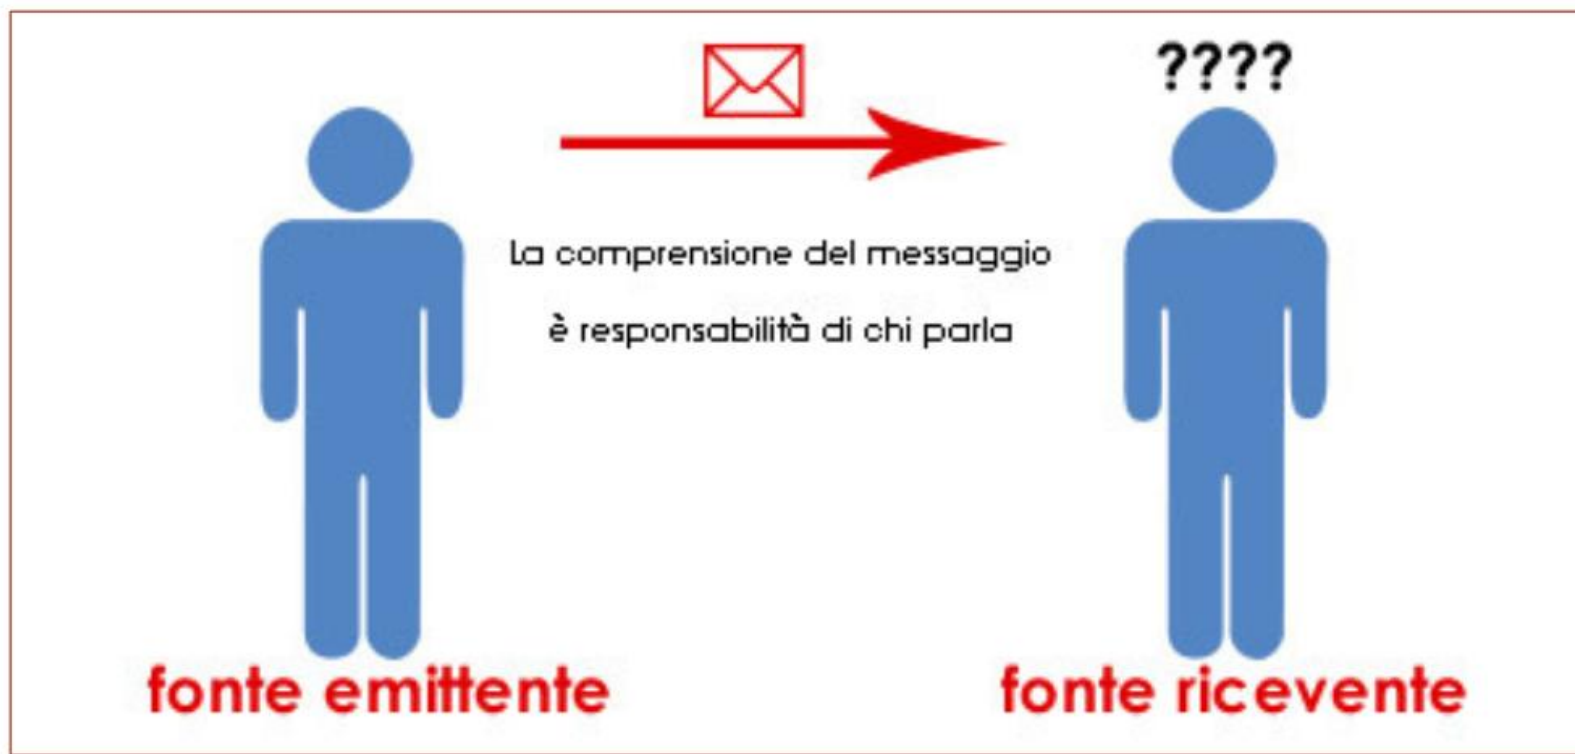 ????
La comprensione del messaggio
è responsabilità di chi parla
fonte emittente
fonte ricevente